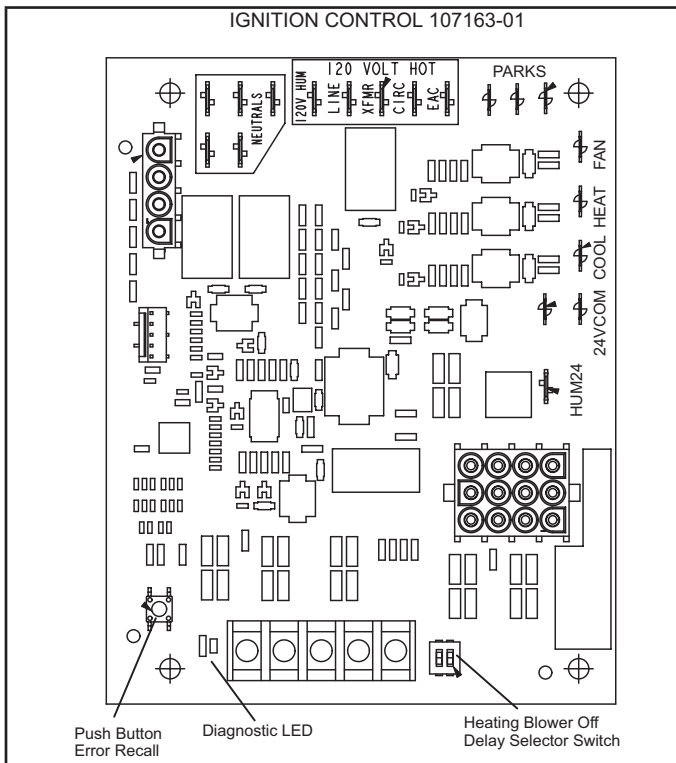 IGNITION CONTROL 107163-01
120 VOLT HOT
PARKS
NEUTRALS
120V HUM
LINE
XFMR
CIRC
EAC
FAN
HEAT
COOL
24VCOM
HUM24
Push Button
Error Recall
Diagnostic LED
Heating Blower Off
Delay Selector Switch